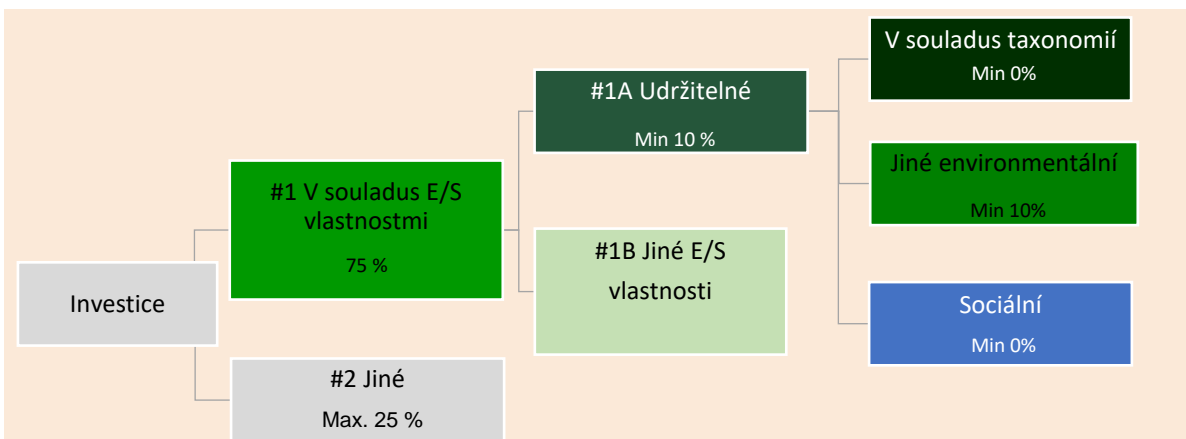 Investice
#1 V souladus E/S
vlastnostmi
75 %
#2 Jiné
Max. 25 %
#1A Udržitelné
Min 10 %
#1B Jiné E/S
vlastnosti
V souladus taxonomií
Min 0%
Jiné environmentální
Min 10%
Sociální
Min 0%